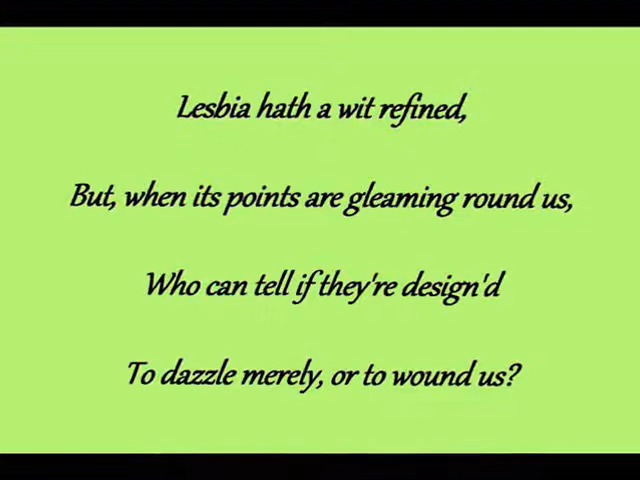 Lesbia hath a wit refined,
But, when its points are gleaming round us,
Who can tell if they're design'd
To dazzle merely, or to wound us?